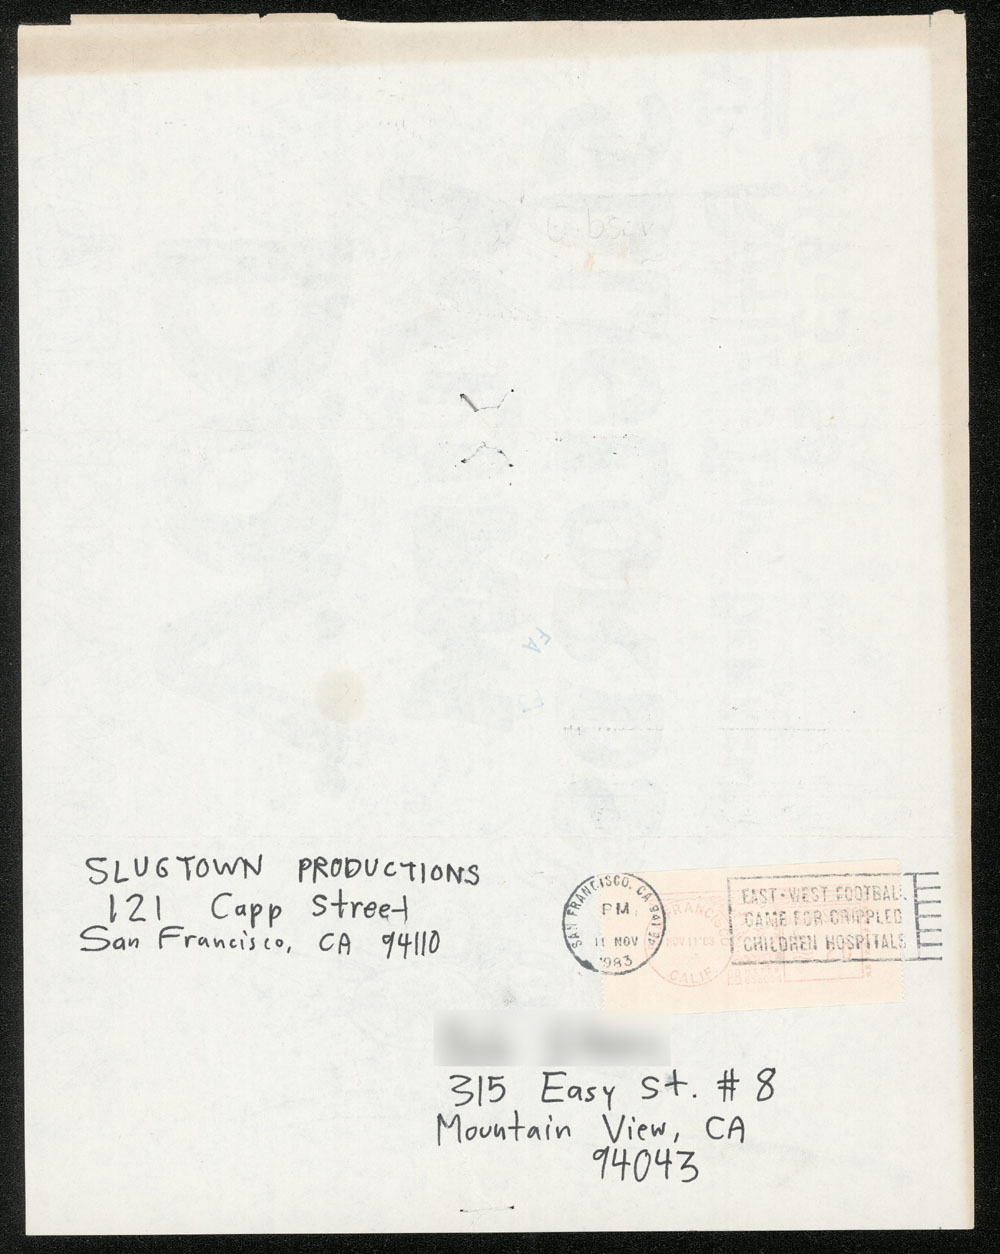 SLUGTOWN PRODUCTIONS
121 Capp Street
San Francisco, CA 94110
SAN FRANCISCO, CA
PM
11 NOV
1983
EAST-WEST FOOTBALL
GAME FOR CRIPPLED
CHILDREN HOSPITALS
CALIF
315 Easy St. # 8
Mountain View, CA
94043